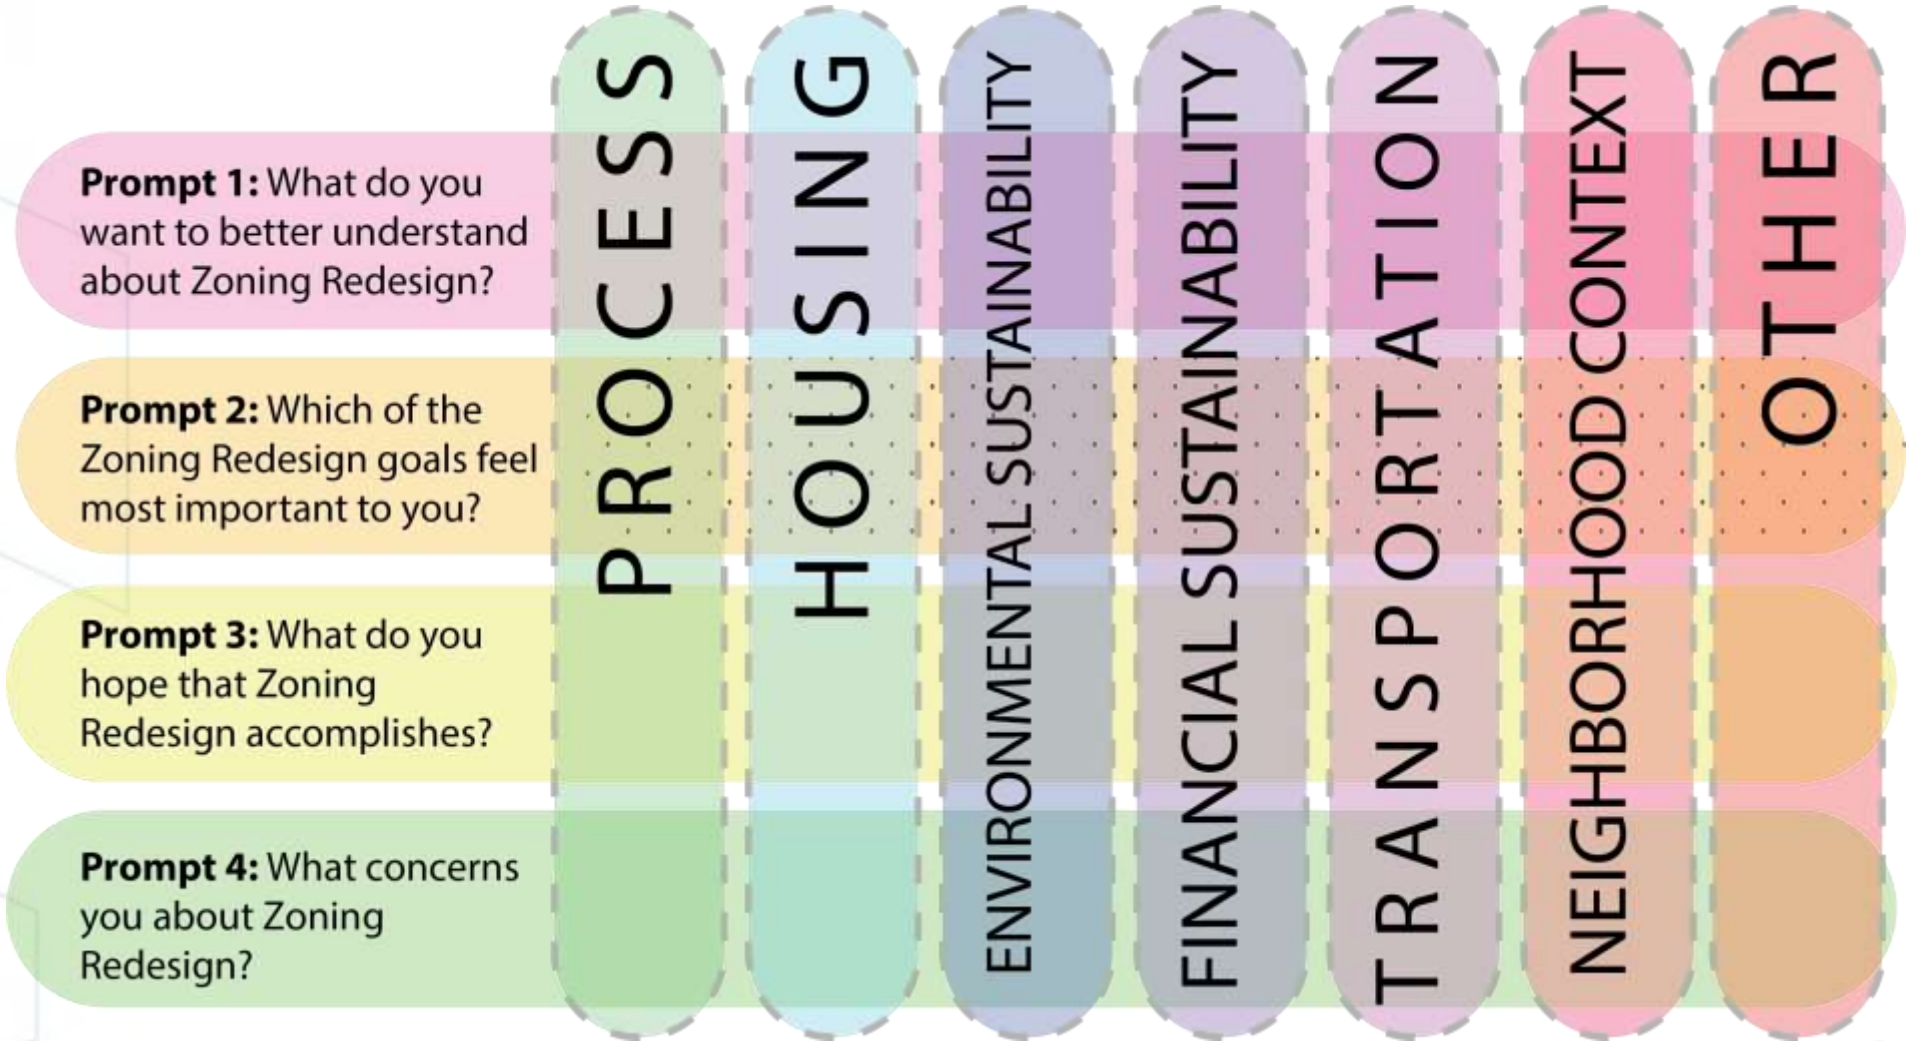 PROCESS
HOUSING
ENVIRONMENTAL SUSTAINABILITY
FINANCIAL SUSTAINABILITY
TRANSPORTATION
NEIGHBORHOOD CONTEXT
OTHER
Prompt 1: What do you
want to better understand
about Zoning Redesign?
Prompt 2: Which of the
Zoning Redesign goals feel
most important to you?
Prompt 3: What do you
hope that Zoning
Redesign accomplishes?
Prompt 4: What concerns
you about Zoning
Redesign?